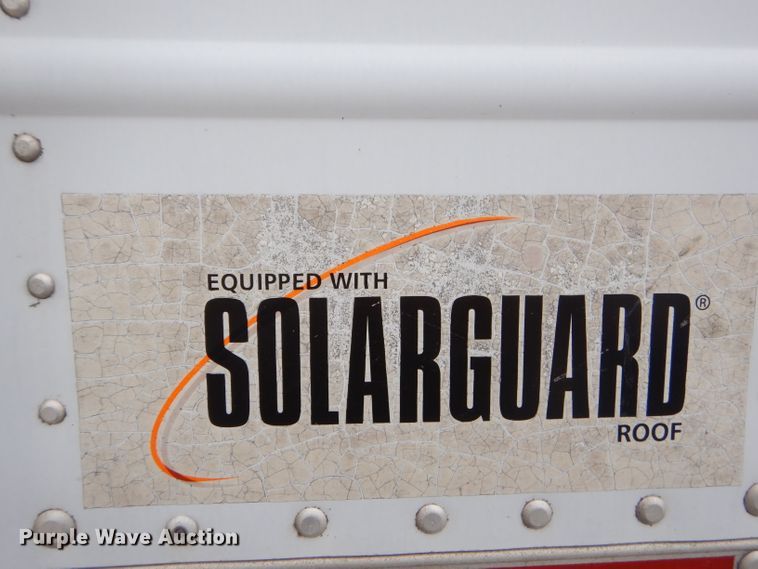 EQUIPPED WITH
SOLARGUARD®
ROOF
Purple Wave Auction